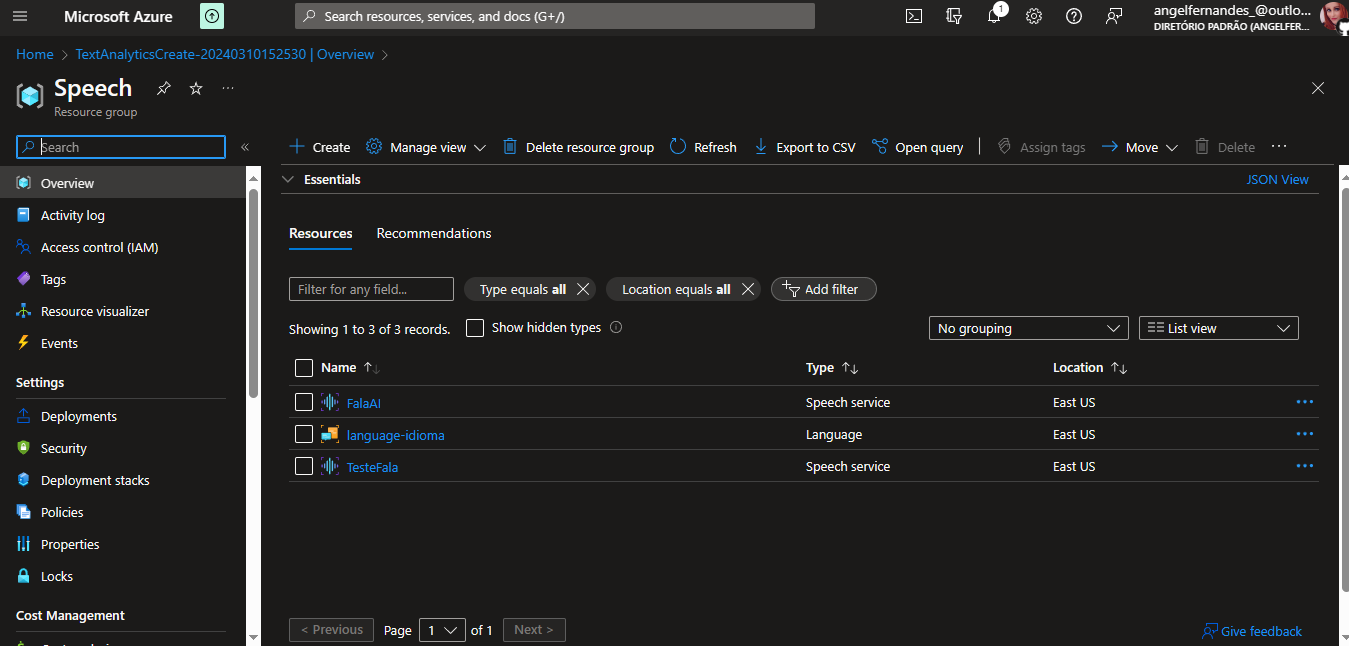 Microsoft Azure
Search resources, services, and docs (G+/)
1
angelfernandes_@outlo...
DIRETÓRIO PADRÃO (ANGELFER...
Home > TextAnalyticsCreate-20240310152530 | Overview >
Speech
Resource group
Search
Create Manage view Delete resource group Refresh Export to CSV Open query Assign tags Move Delete
Overview
Activity log
Access control (IAM)
Tags
Resource visualizer
Events
Settings
Deployments
Security
Deployment stacks
Policies
Properties
Locks
Cost Management
Essentials JSON View
Resources Recommendations
Filter for any field... Type equals all Location equals all Add filter
Showing 1 to 3 of 3 records. Show hidden types No grouping List view
Name Type Location
FalaAI Speech service East US
language-idioma Language East US
TesteFala Speech service East US
< Previous Page 1 of 1 Next >
Give feedback